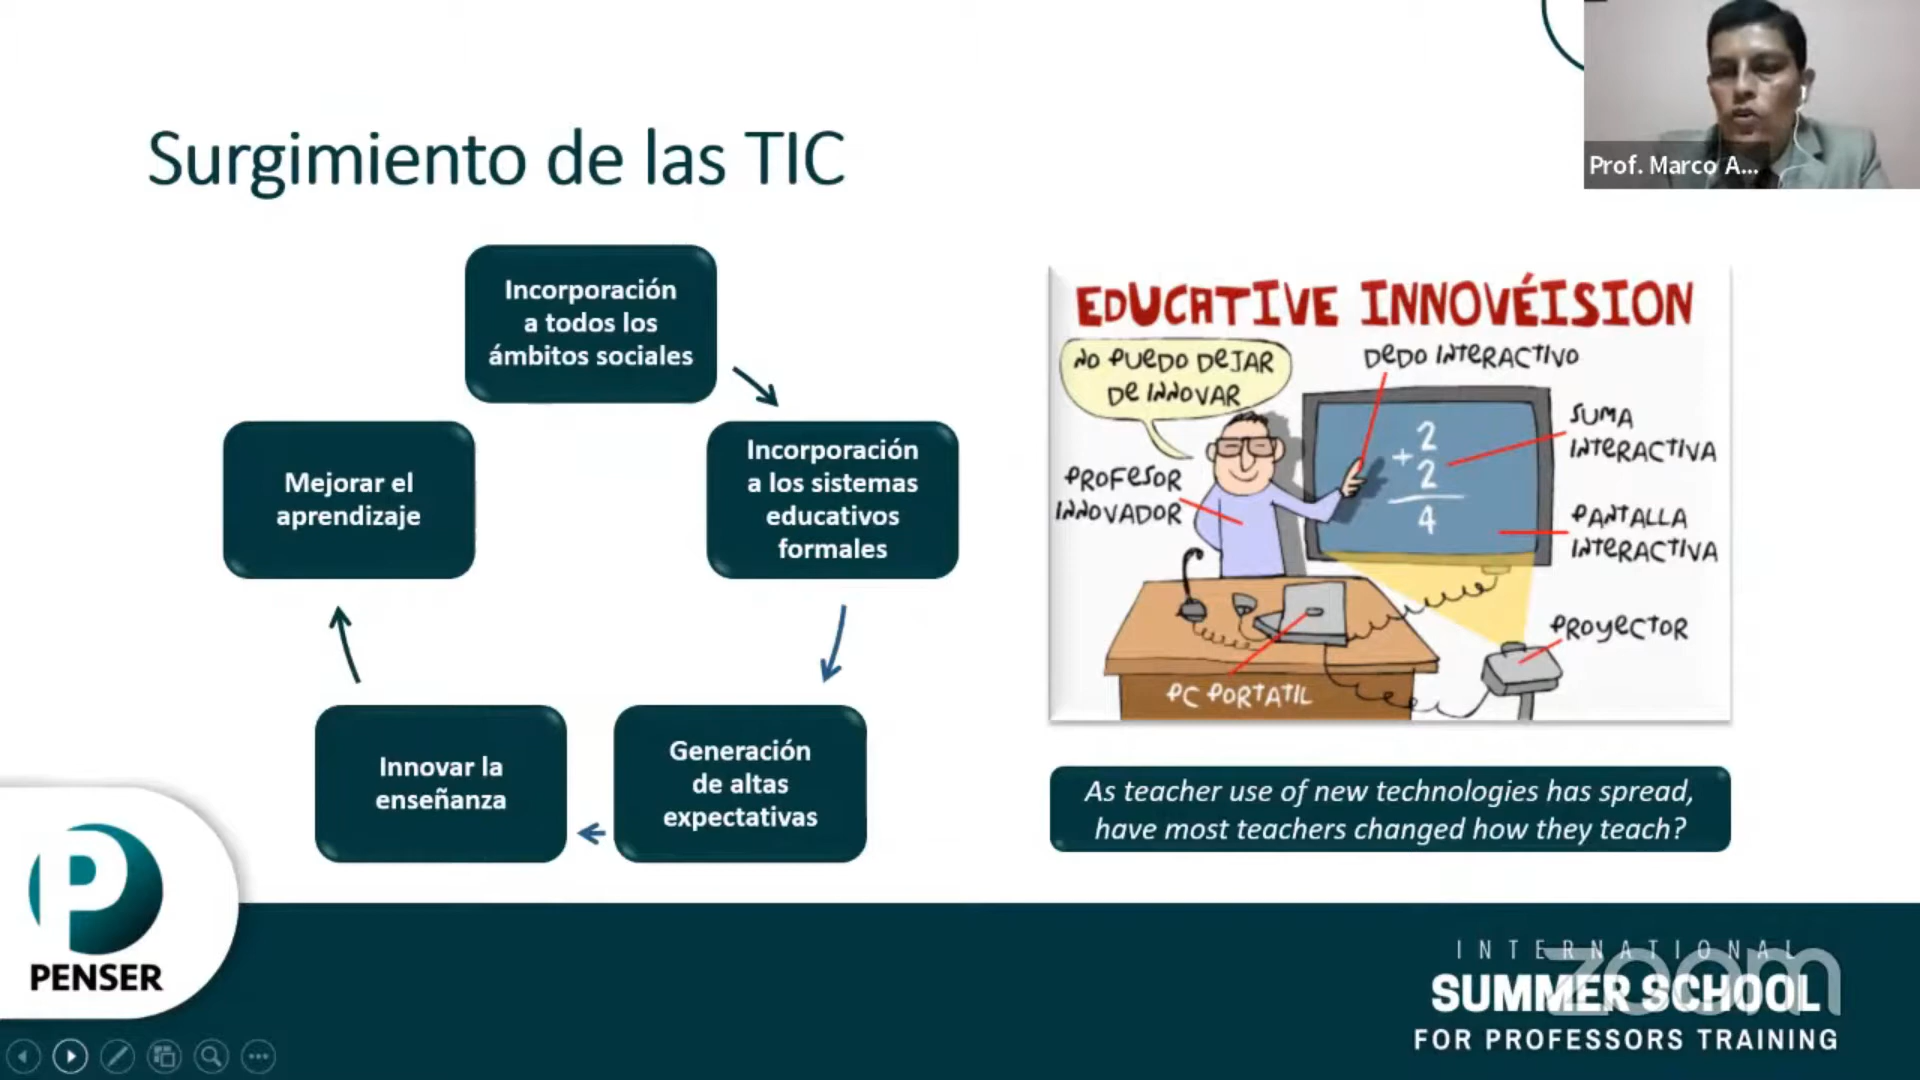 Surgimiento de las TIC
Prof. Marco A...
Incorporación
a todos los
ámbitos sociales
Incorporación
a los sistemas
educativos
formales
Generación
de altas
expectativas
Innovar la
enseñanza
Mejorar el
aprendizaje
EDUCATIVE INNOVÉISION
NO PUEDO DEJAR
DE INNOVAR
DEDO INTERACTIVO
SUMA
INTERACTIVA
PROFESOR
INNOVADOR
2
+ 2
4
PANTALLA
INTERACTIVA
PROYECTOR
PC PORTATIL
As teacher use of new technologies has spread,
have most teachers changed how they teach?
P
PENSER
INTERNATIONAL
SUMMER SCHOOL
FOR PROFESSORS TRAINING
zoom